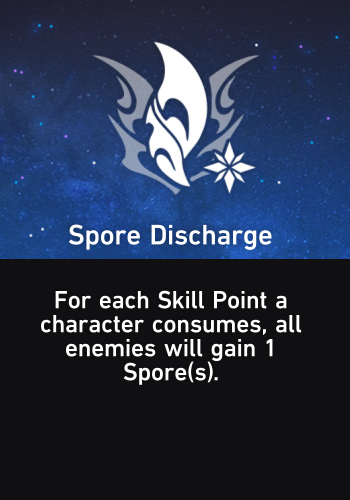 Spore Discharge
For each Skill Point a
character consumes, all
enemies will gain 1
Spore(s).